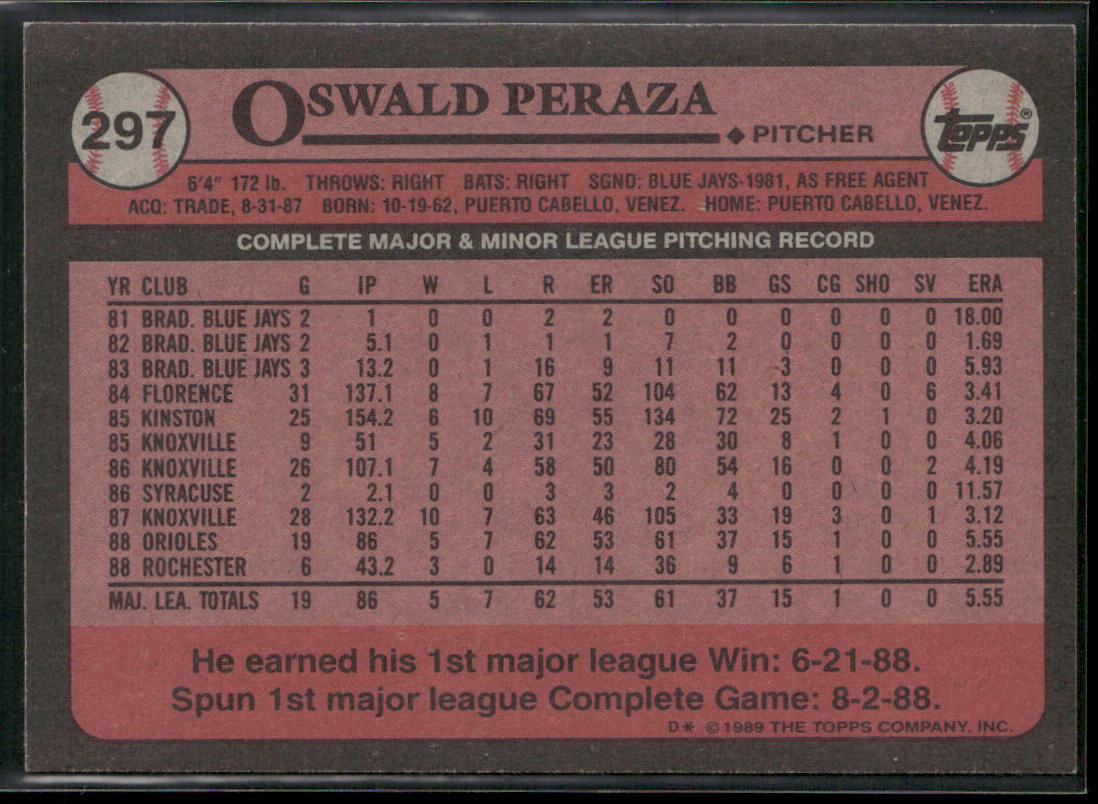 297
OSWALD PERAZA
PITCHER
TOPPS®
6'4" 172 lb. THROWS: RIGHT BATS: RIGHT SGND: BLUE JAYS-1981, AS FREE AGENT
ACQ: TRADE, 8-31-87 BORN: 10-19-62, PUERTO CABELLO, VENEZ. HOME: PUERTO CABELLO, VENEZ.
COMPLETE MAJOR & MINOR LEAGUE PITCHING RECORD
YR CLUB G IP W L R ER SO BB GS CG SHO SV ERA
81 BRAD. BLUE JAYS 2 1 0 0 2 2 0 0 0 0 0 0 18.00
82 BRAD. BLUE JAYS 2 5.1 0 1 1 1 7 2 0 0 0 0 1.69
83 BRAD. BLUE JAYS 3 13.2 0 1 16 9 11 11 3 0 0 0 5.93
84 FLORENCE 31 137.1 8 7 67 52 104 62 13 4 0 6 3.41
85 KINSTON 25 154.2 6 10 69 55 134 72 25 2 1 0 3.20
85 KNOXVILLE 9 51 5 2 31 23 28 30 8 1 0 0 4.06
86 KNOXVILLE 26 107.1 7 4 58 50 80 54 16 0 0 2 4.19
86 SYRACUSE 2 2.1 0 0 3 3 2 4 0 0 0 0 11.57
87 KNOXVILLE 28 132.2 10 7 63 46 105 33 19 3 0 1 3.12
88 ORIOLES 19 86 5 7 62 53 61 37 15 1 0 0 5.55
88 ROCHESTER 6 43.2 3 0 14 14 36 9 6 1 0 0 2.89
MAJ. LEA. TOTALS 19 86 5 7 62 53 61 37 15 1 0 0 5.55
He earned his 1st major league Win: 6-21-88.
Spun 1st major league Complete Game: 8-2-88.
D* © 1989 THE TOPPS COMPANY, INC.